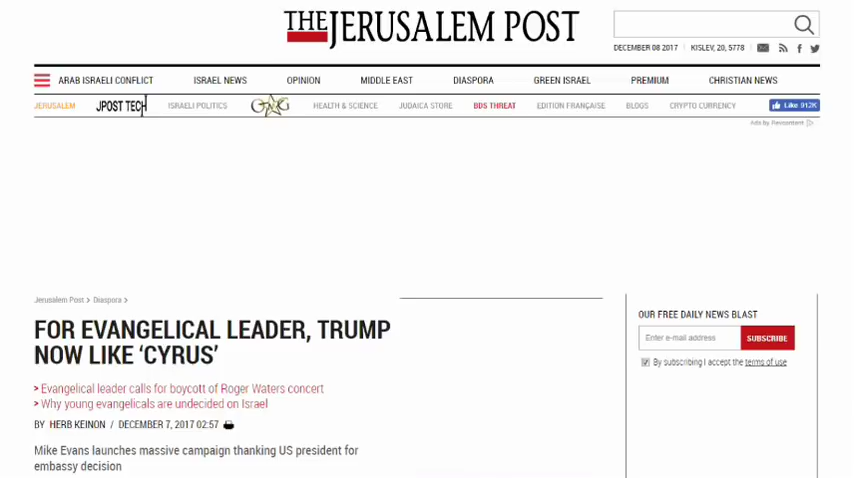 THE JERUSALEM POST
DECEMBER 08 2017 | KISLEV, 20, 5778
ARAB ISRAELI CONFLICT ISRAEL NEWS OPINION MIDDLE EAST DIASPORA GREEN ISRAEL PREMIUM CHRISTIAN NEWS
JERUSALEM JPOST TECH ISRAELI POLITICS OMG HEALTH & SCIENCE JUDAICA STORE BDS THREAT EDITION FRANÇAISE BLOGS CRYPTO CURRENCY Like 912K
Ads by Revcontent
Jerusalem Post > Diaspora >
OUR FREE DAILY NEWS BLAST
Enter e-mail address SUBSCRIBE
By subscribing I accept the terms of use
FOR EVANGELICAL LEADER, TRUMP
NOW LIKE ‘CYRUS’
> Evangelical leader calls for boycott of Roger Waters concert
> Why young evangelicals are undecided on Israel
BY HERB KEINON / DECEMBER 7, 2017 02:57
Mike Evans launches massive campaign thanking US president for
embassy decision